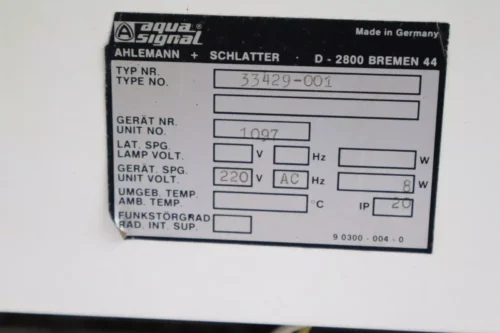 aqua signal
Made in Germany
AHLEMANN + SCHLATTER · D - 2800 BREMEN 44
TYP NR.
TYPE NO. 33429-001
GERÄT NR.
UNIT NO. 1097
LAT. SPG.
LAMP VOLT. V Hz W
GERÄT. SPG.
UNIT VOLT. 220 V AC Hz 8 W
UMGEB. TEMP.
AMB. TEMP. °C IP 20
FUNKSTÖRGRAD
RAD. INT. SUP.
9 0300 - 004 - 0